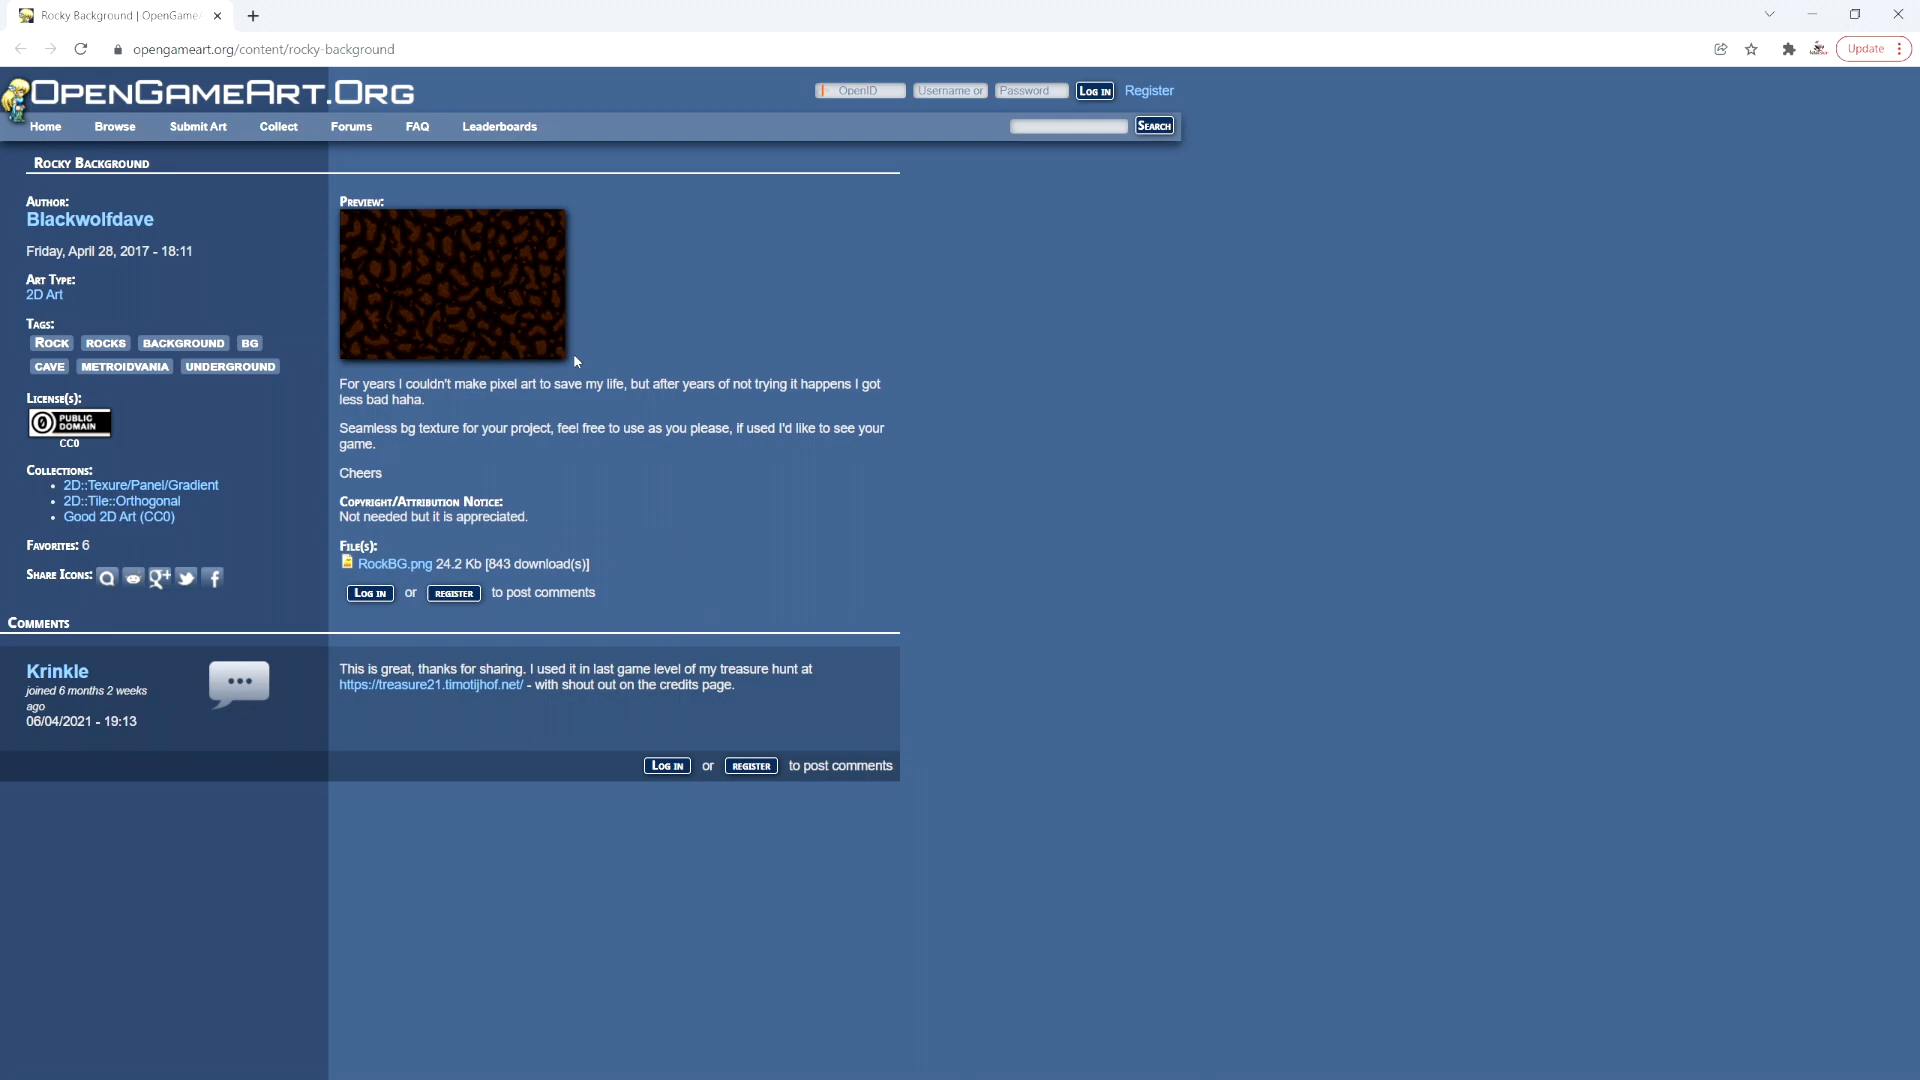 Rocky Background | OpenGame
opengameart.org/content/rocky-background
Update
OpenGameArt.Org
OpenID
Username or
Password
Log in
Register
Home
Browse
Submit Art
Collect
Forums
FAQ
Leaderboards
Search
Rocky Background
Author:
Blackwolfdave
Friday, April 28, 2017 - 18:11
Art Type:
2D Art
Tags:
Rock
rocks
background
bg
cave
metroidvania
underground
License(s):
PUBLIC DOMAIN
CC0
Collections:
2D::Texure/Panel/Gradient
2D::Tile::Orthogonal
Good 2D Art (CC0)
Favorites: 6
Share Icons:
Preview:
For years I couldn't make pixel art to save my life, but after years of not trying it happens I got
less bad haha.
Seamless bg texture for your project, feel free to use as you please, if used I'd like to see your
game.
Cheers
Copyright/Attribution Notice:
Not needed but it is appreciated.
File(s):
RockBG.png 24.2 Kb [843 download(s)]
Log in or register to post comments
Comments
Krinkle
joined 6 months 2 weeks
ago
06/04/2021 - 19:13
This is great, thanks for sharing. I used it in last game level of my treasure hunt at
https://treasure21.timotijhof.net/ - with shout out on the credits page.
Log in or register to post comments